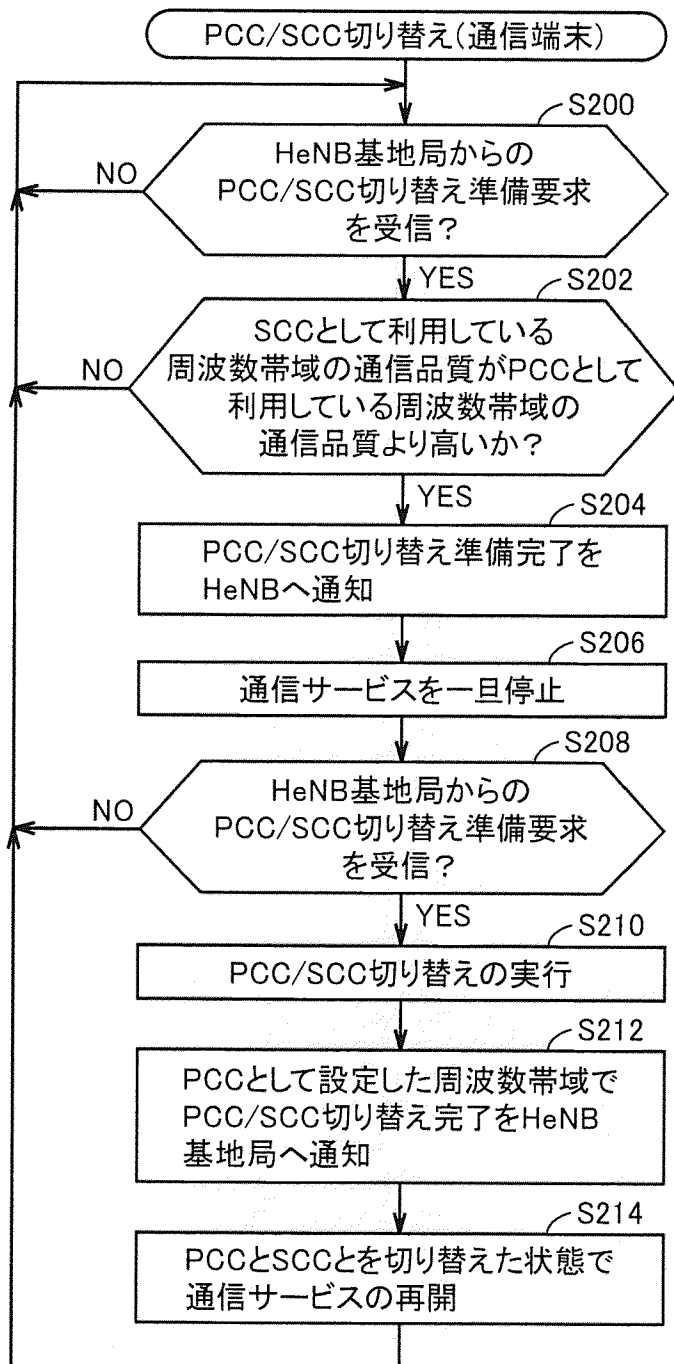 PCC/SCC切り替え(通信端末)
S200
HeNB基地局からの
PCC/SCC切り替え準備要求
を受信?
NO
YES
S202
SCCとして利用している
周波数帯域の通信品質がPCCとして
利用している周波数帯域の
通信品質より高いか?
NO
YES
S204
PCC/SCC切り替え準備完了を
HeNBへ通知
S206
通信サービスを一旦停止
S208
HeNB基地局からの
PCC/SCC切り替え準備要求
を受信?
NO
YES
S210
PCC/SCC切り替えの実行
S212
PCCとして設定した周波数帯域で
PCC/SCC切り替え完了をHeNB
基地局へ通知
S214
PCCとSCCとを切り替えた状態で
通信サービスの再開